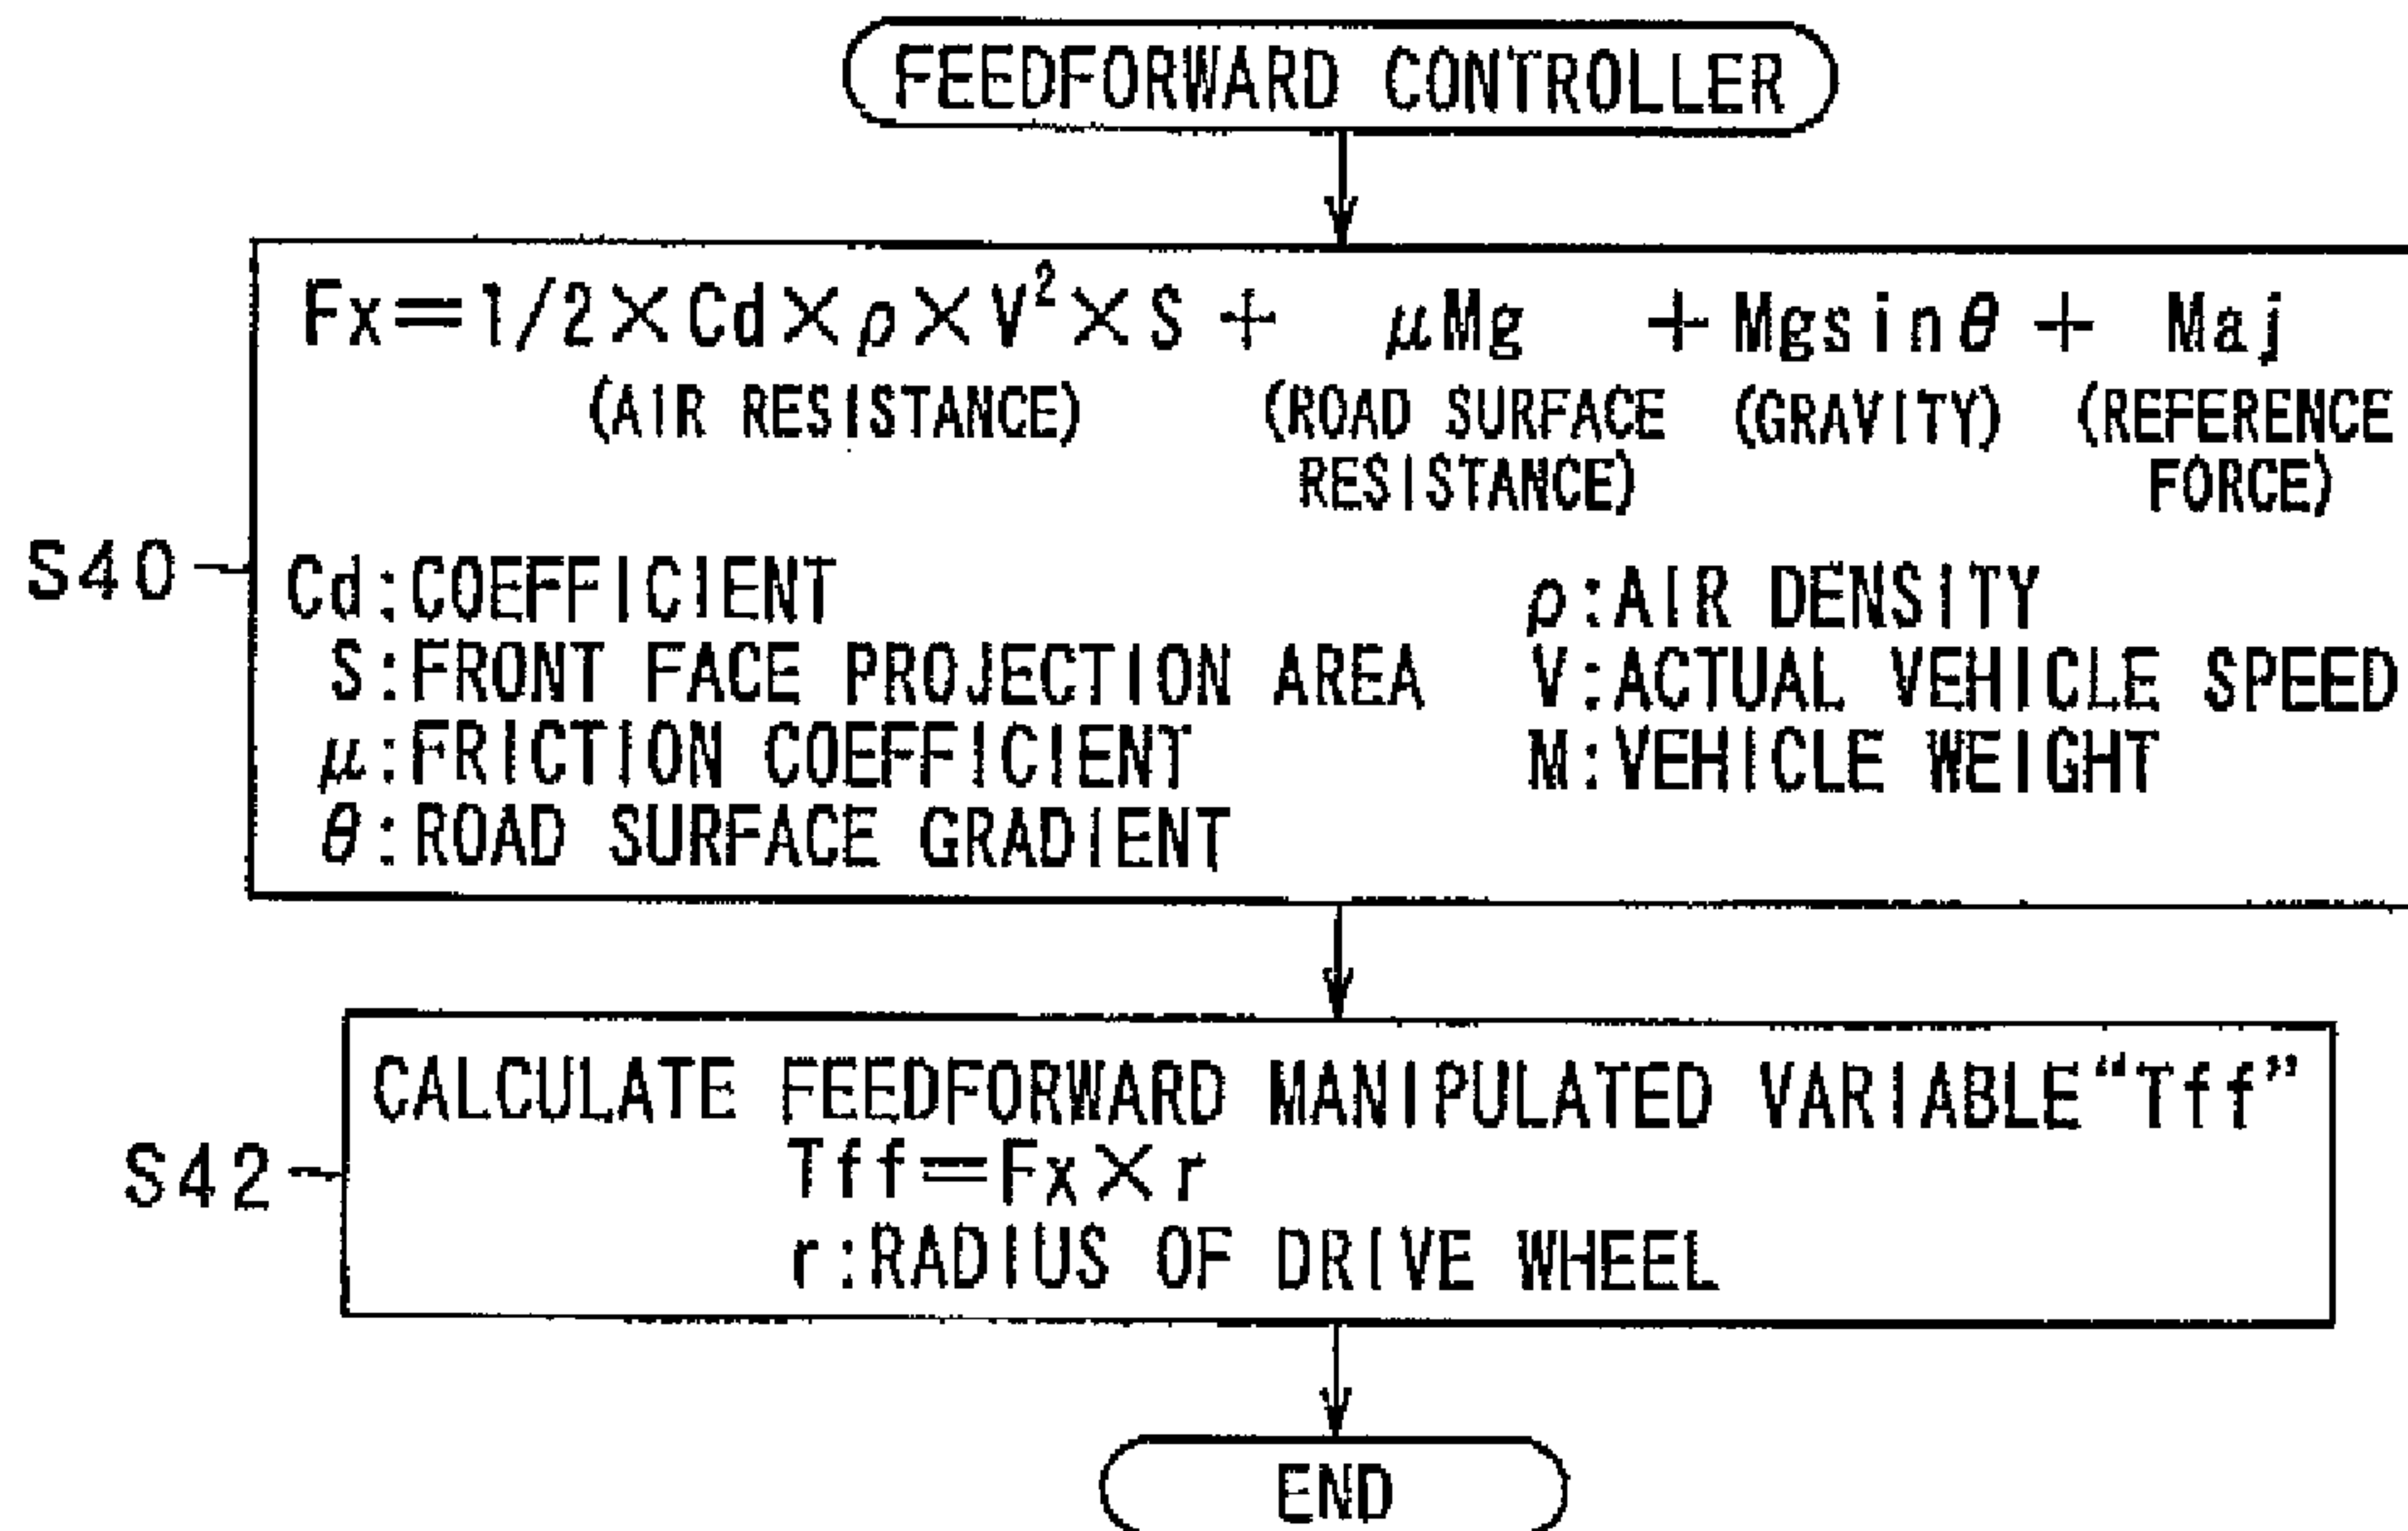 FEEDFORWARD CONTROLLER
Fx=1/2×Cd×ρ×V²×S + μMg +Mgsinθ + Maj
(AIR RESISTANCE) (ROAD SURFACE (GRAVITY) (REFERENCE
RESISTANCE) FORCE)
S40
Cd:COEFFICIENT ρ:AIR DENSITY
S:FRONT FACE PROJECTION AREA V:ACTUAL VEHICLE SPEED
μ:FRICTION COEFFICIENT M:VEHICLE WEIGHT
θ:ROAD SURFACE GRADIENT
CALCULATE FEEDFORWARD MANIPULATED VARIABLE“Tff”
S42
Tff=Fx×r
r:RADIUS OF DRIVE WHEEL
END